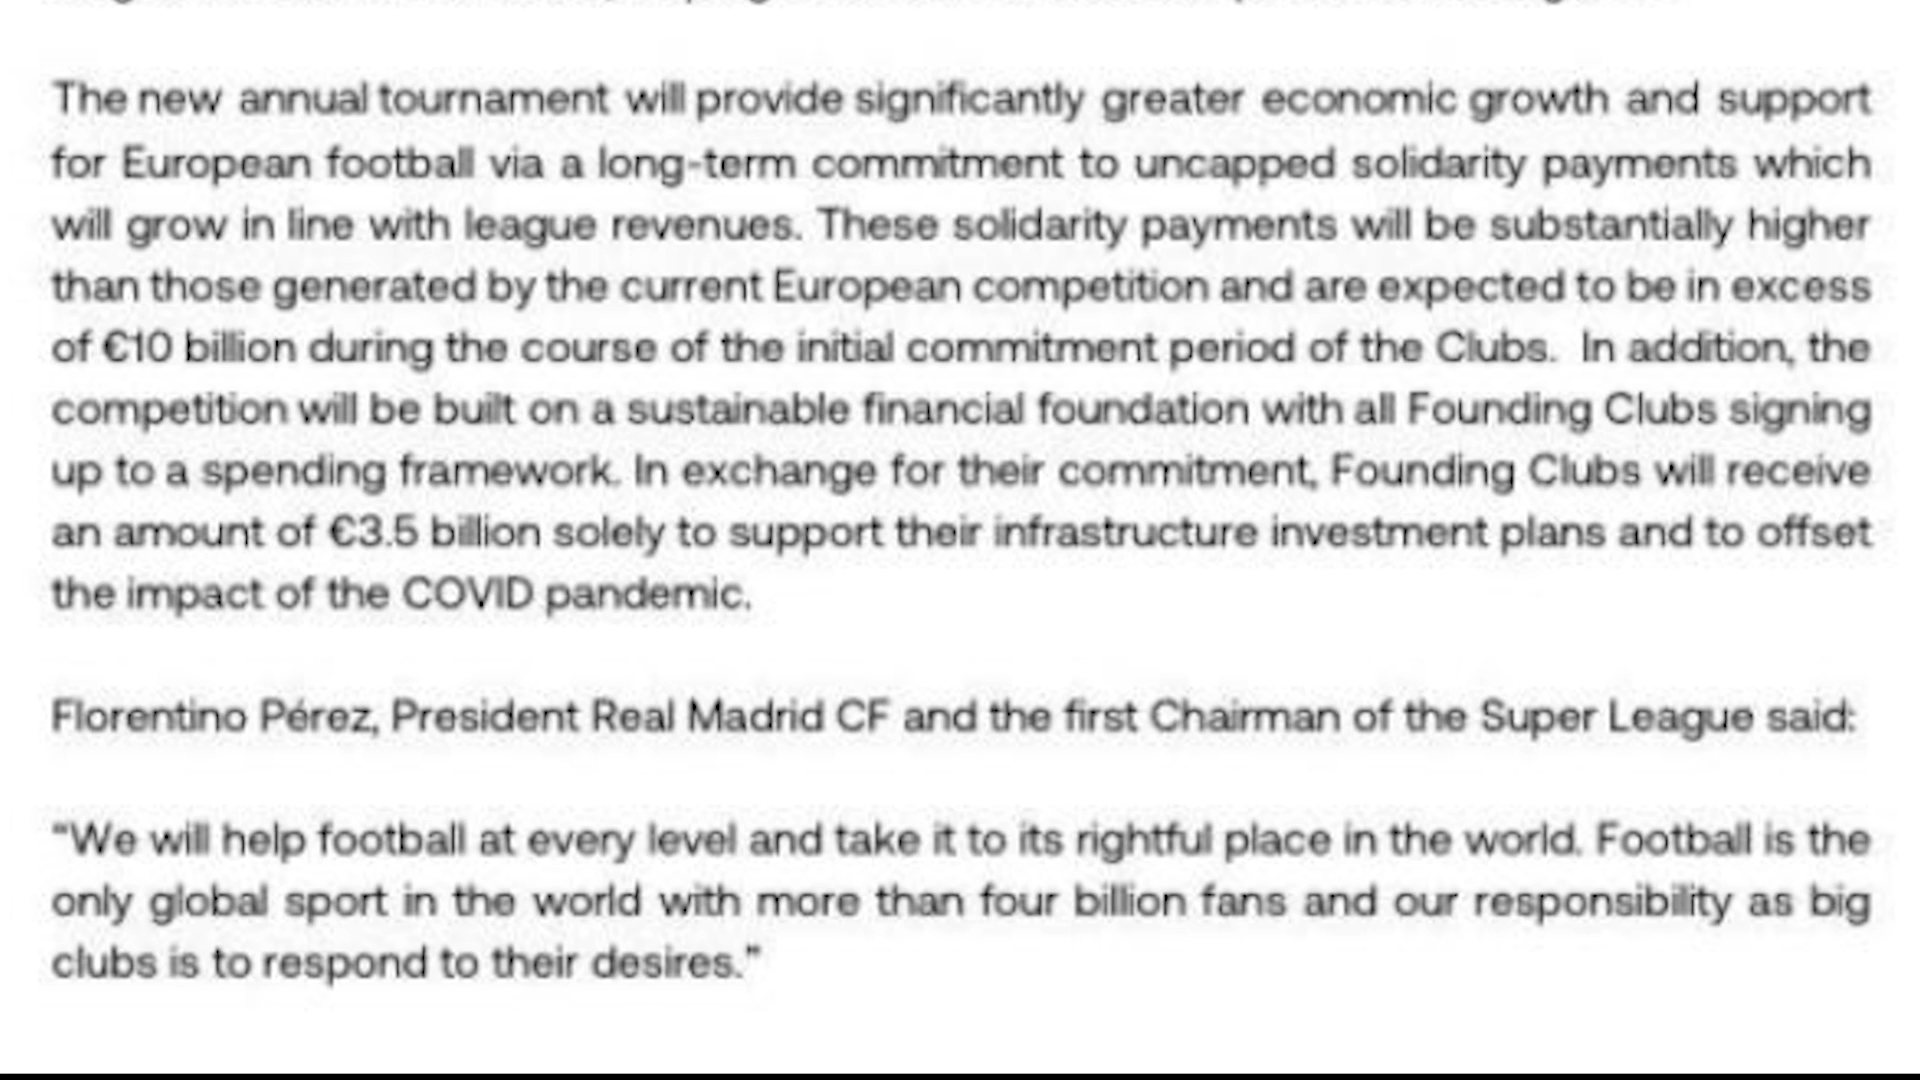 The new annual tournament will provide significantly greater economic growth and support
for European football via a long-term commitment to uncapped solidarity payments which
will grow in line with league revenues. These solidarity payments will be substantially higher
than those generated by the current European competition and are expected to be in excess
of €10 billion during the course of the initial commitment period of the Clubs.  In addition, the
competition will be built on a sustainable financial foundation with all Founding Clubs signing
up to a spending framework. In exchange for their commitment, Founding Clubs will receive
an amount of €3.5 billion solely to support their infrastructure investment plans and to offset
the impact of the COVID pandemic.
Florentino Pérez, President Real Madrid CF and the first Chairman of the Super League said:
“We will help football at every level and take it to its rightful place in the world. Football is the
only global sport in the world with more than four billion fans and our responsibility as big
clubs is to respond to their desires.”